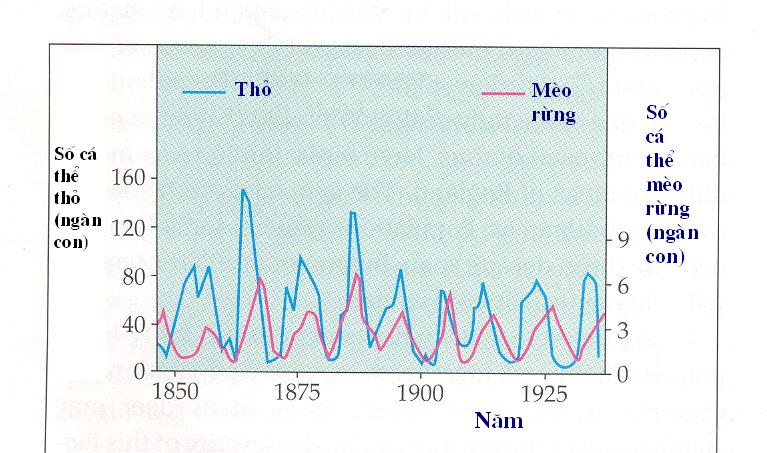 Thỏ
Mèo
rừng
Số cá
thể
thỏ
(ngàn
con)
Số
cá
thể
mèo
rừng
(ngàn
con)
160
120
80
40
0
9
6
3
0
1850
1875
1900
1925
Năm